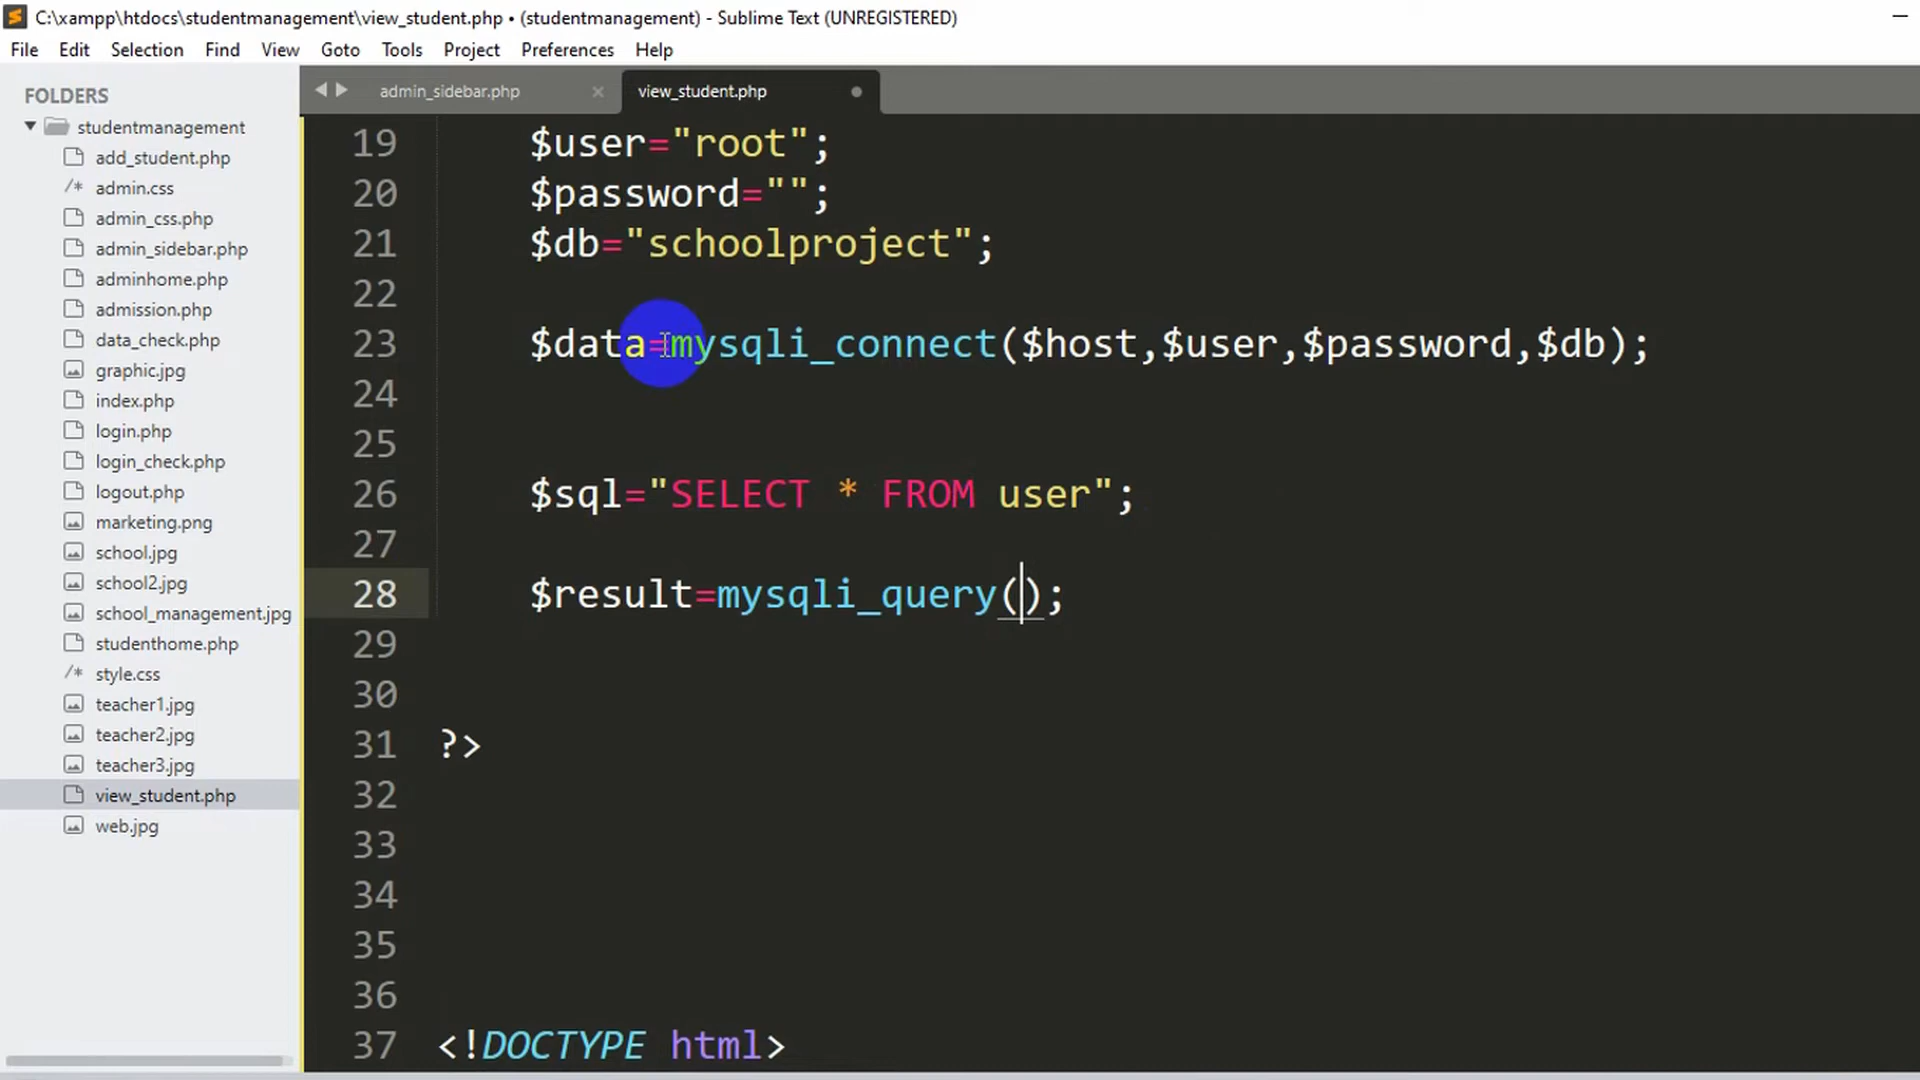 C:\xampp\htdocs\studentmanagement\view_student.php • (studentmanagement) - Sublime Text (UNREGISTERED)
File Edit Selection Find View Goto Tools Project Preferences Help
FOLDERS
studentmanagement
add_student.php
/* admin.css
admin_css.php
admin_sidebar.php
adminhome.php
admission.php
data_check.php
graphic.jpg
index.php
login.php
login_check.php
logout.php
marketing.png
school.jpg
school2.jpg
school_management.jpg
studenthome.php
/* style.css
teacher1.jpg
teacher2.jpg
teacher3.jpg
view_student.php
web.jpg
admin_sidebar.php × view_student.php
19 $user="root";
20 $password="";
21 $db="schoolproject";
22
23 $data=mysqli_connect($host,$user,$password,$db);
24
25
26 $sql="SELECT * FROM user";
27
28 $result=mysqli_query();
29
30
31 ?>
32
33
34
35
36
37 <!DOCTYPE html>